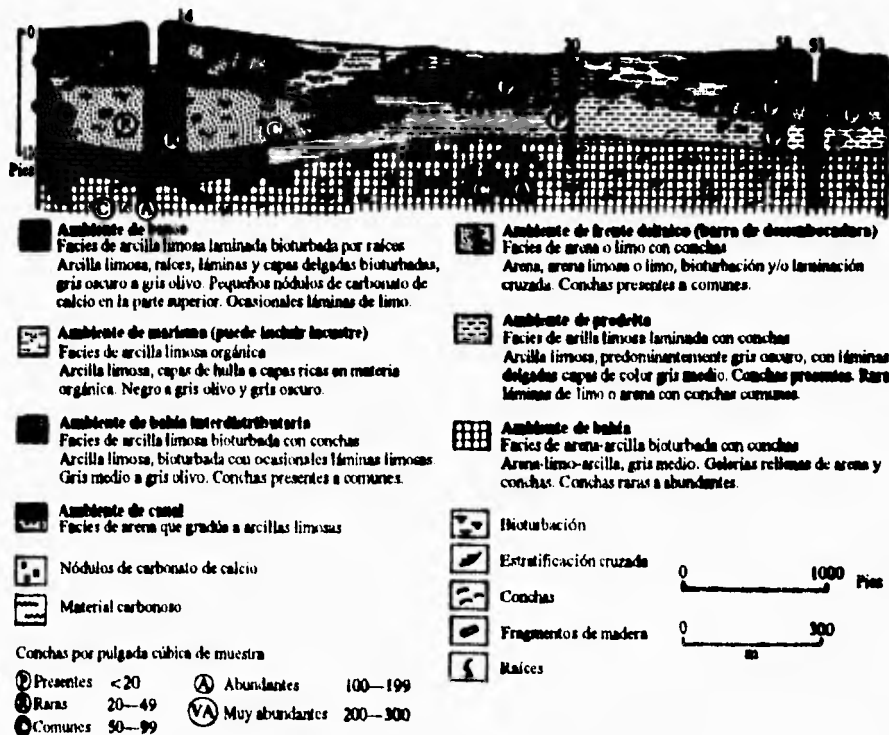 4
0
20
51
Pies
Ambiente de
Facies de arcilla limosa laminada bioturbada por raíces
Arcilla limosa, raíces, láminas y capas delgadas bioturbadas,
gris oscuro a gris olivo. Pequeños nódulos de carbonato de
calcio en la parte superior. Ocasionales láminas de limo.
Ambiente de marisma (puede incluir lacustre)
Facies de arcilla limosa orgánica
Arcilla limosa, capas de hulla a capas ricas en materia
orgánica. Negro a gris olivo y gris oscuro.
Ambiente de bahía interdistributaria
Facies de arcilla limosa bioturbada con conchas
Arcilla limosa, bioturbada con ocasionales láminas limosas.
Gris medio a gris olivo. Conchas presentes a comunes.
Ambiente de canal
Facies de arena que gradúa a arcillas limosas
Nódulos de carbonato de calcio
Material carbonoso
Conchas por pulgada cúbica de muestra
P Presentes <20
R Raras 20—49
C Comunes 50—99
A Abundantes 100—199
VA Muy abundantes 200—300
Ambiente de frente deltaico (barra de desembocadura)
Facies de arena o limo con conchas
Arena, arena limosa o limo, bioturbación y/o laminación
cruzada. Conchas presentes a comunes.
Ambiente de prodelta
Facies de arilla limosa laminada con conchas
Arcilla limosa, predominantemente gris oscuro, con láminas
delgadas capas de color gris medio. Conchas presentes. Rara
láminas de limo o arena con conchas comunes.
Ambiente de bahía
Facies de arena-arcilla bioturbada con conchas
Arena-limo-arcilla, gris medio. Galerías rellenas de arena y
conchas. Conchas raras a abundantes.
Bioturbación
Estratificación cruzada
Conchas
Fragmentos de madera
Raíces
0 1000 Pies
0 300
m